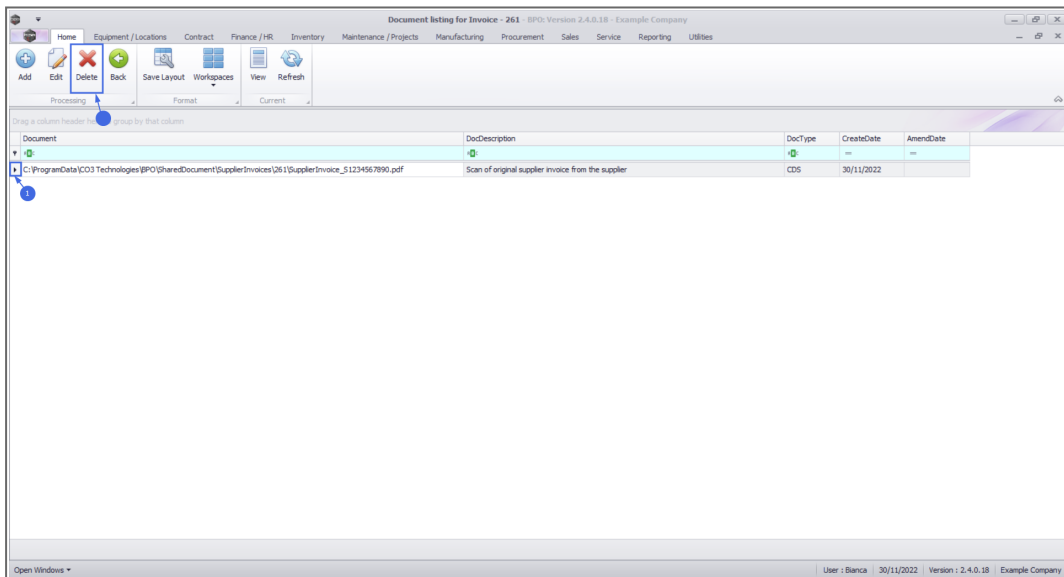 Document listing for Invoice - 261 - BPO: Version 2.4.0.18 - Example Company
Home Equipment / Locations Contract Finance / HR Inventory Maintenance / Projects Manufacturing Procurement Sales Service Reporting Utilities
Add Edit Delete Back Save Layout Workspaces View Refresh
Processing Format Current
Drag a column header here group by that column
Document DocDescription DocType CreateDate AmendDate
C:\ProgramData\CO3 Technologies\BPO\SharedDocument\SupplierInvoices\261\SupplierInvoice_S1234567890.pdf Scan of original supplier invoice from the supplier CDS 30/11/2022
1
Open Windows User : Bianca 30/11/2022 Version : 2.4.0.18 Example Company